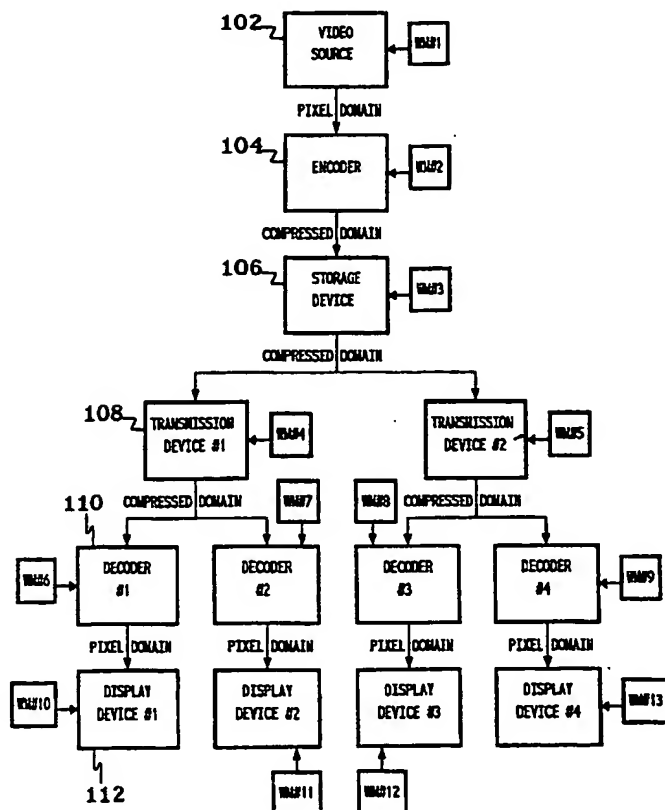 102
VIDEO
SOURCE
WM#1
PIXEL DOMAIN
104
ENCODER
WM#2
COMPRESSED DOMAIN
106
STORAGE
DEVICE
WM#3
COMPRESSED DOMAIN
108
TRANSMISSION
DEVICE #1
WM#4
TRANSMISSION
DEVICE #2
WM#5
COMPRESSED DOMAIN
WM#7
WM#8
COMPRESSED DOMAIN
110
WM#6
DECODER
#1
DECODER
#2
DECODER
#3
DECODER
#4
WM#9
PIXEL DOMAIN
PIXEL DOMAIN
PIXEL DOMAIN
PIXEL DOMAIN
WM#10
DISPLAY
DEVICE #1
DISPLAY
DEVICE #2
DISPLAY
DEVICE #3
DISPLAY
DEVICE #4
WM#13
112
WM#11
WM#12